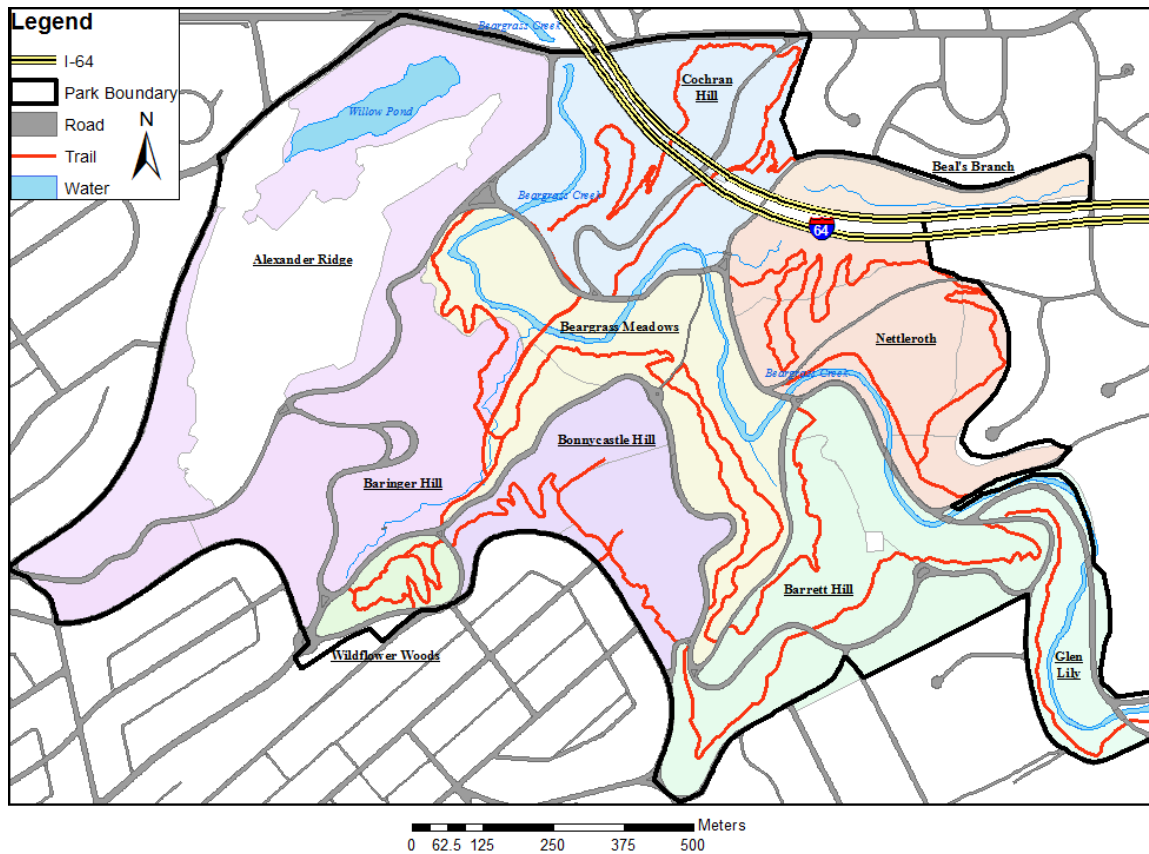 Legend
I-64
Park Boundary
Road
Trail
Water
N
Beargrass Creek
Willow Pond
Cochran
Hill
Beal's Branch
Beargrass Creek
64
Alexander Ridge
Beargrass Meadows
Nettleroth
Beargrass Creek
Bonnycastle Hill
Baringer Hill
Barrett Hill
Wildflower Woods
Glen
Lily
Meters
0 62.5 125 250 375 500